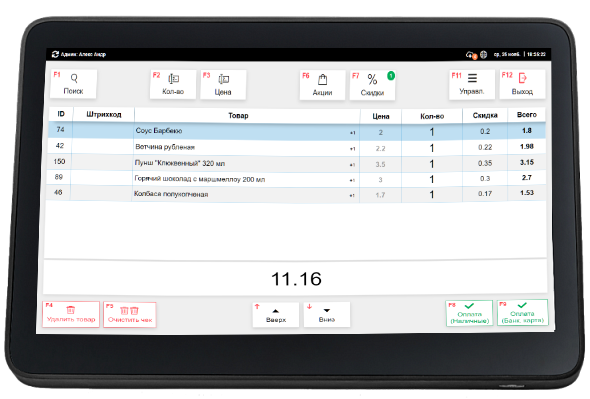 Админ: Алекс Андр ср, 25 нояб. | 18:25:22
F1 Поиск F2 Кол-во F3 Цена F6 Акции F7 % 1 Скидки F11 Управл. F12 Выход
ID Штрихкод Товар Цена Кол-во Скидка Всего
74 Соус Барбекю ×1 2 1 0.2 1.8
42 Ветчина рубленая ×1 2.2 1 0.22 1.98
150 Пунш "Клюквенный" 320 мл ×1 3.5 1 0.35 3.15
89 Горячий шоколад с маршмеллоу 200 мл ×1 3 1 0.3 2.7
46 Колбаса полукопченая ×1 1.7 1 0.17 1.53
11.16
F4 Удалить товар F5 Очистить чек ↑ Вверх ↓ Вниз F8 Оплата (Наличные) F9 Оплата (Банк. карта)